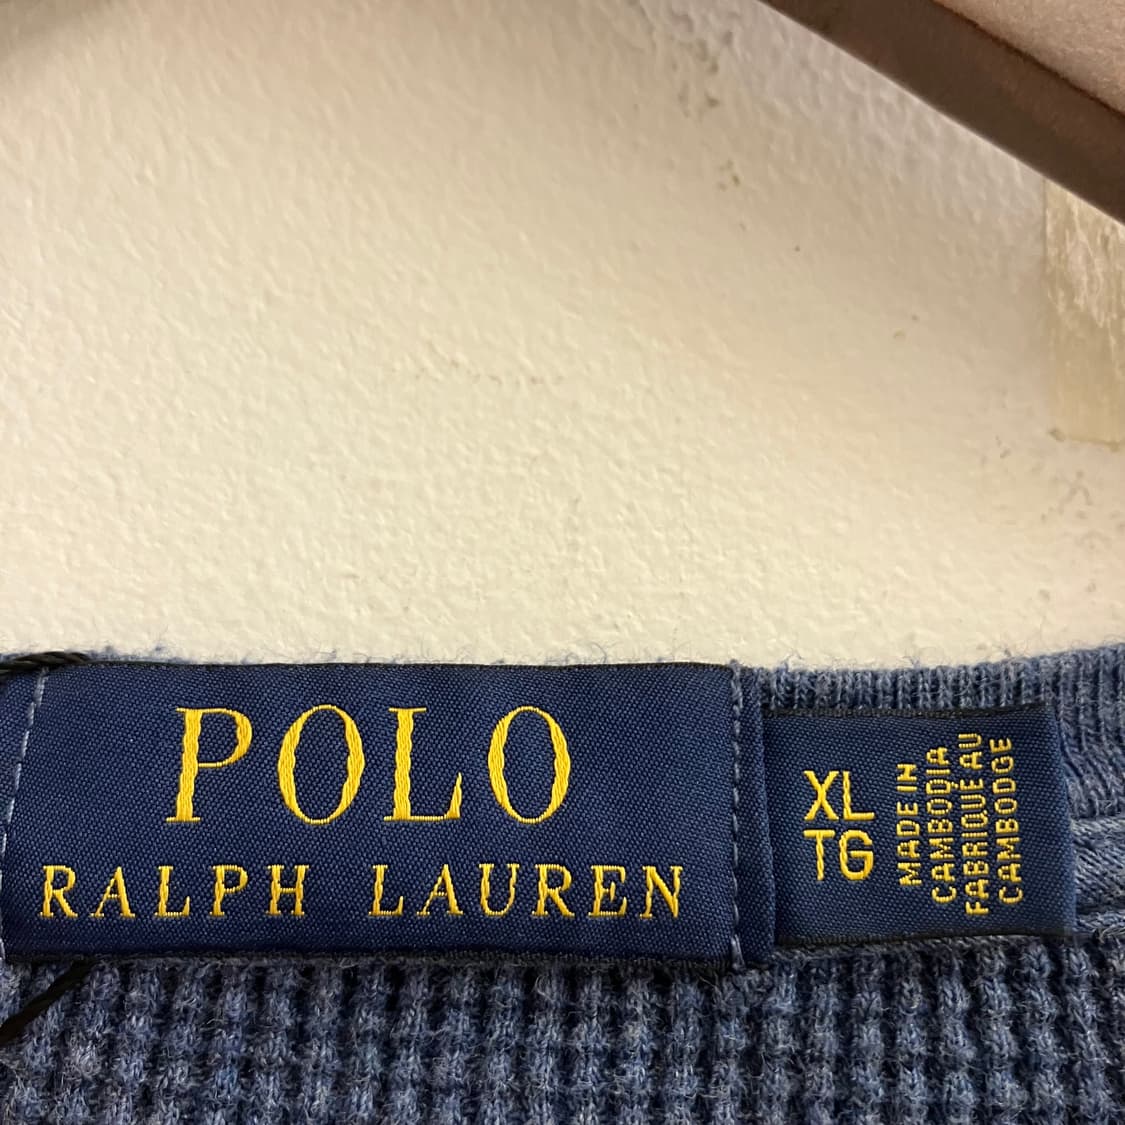 POLO
RALPH LAUREN
XL
TG
MADE IN
CAMBODIA
FABRIQUÉ AU
CAMBODGE